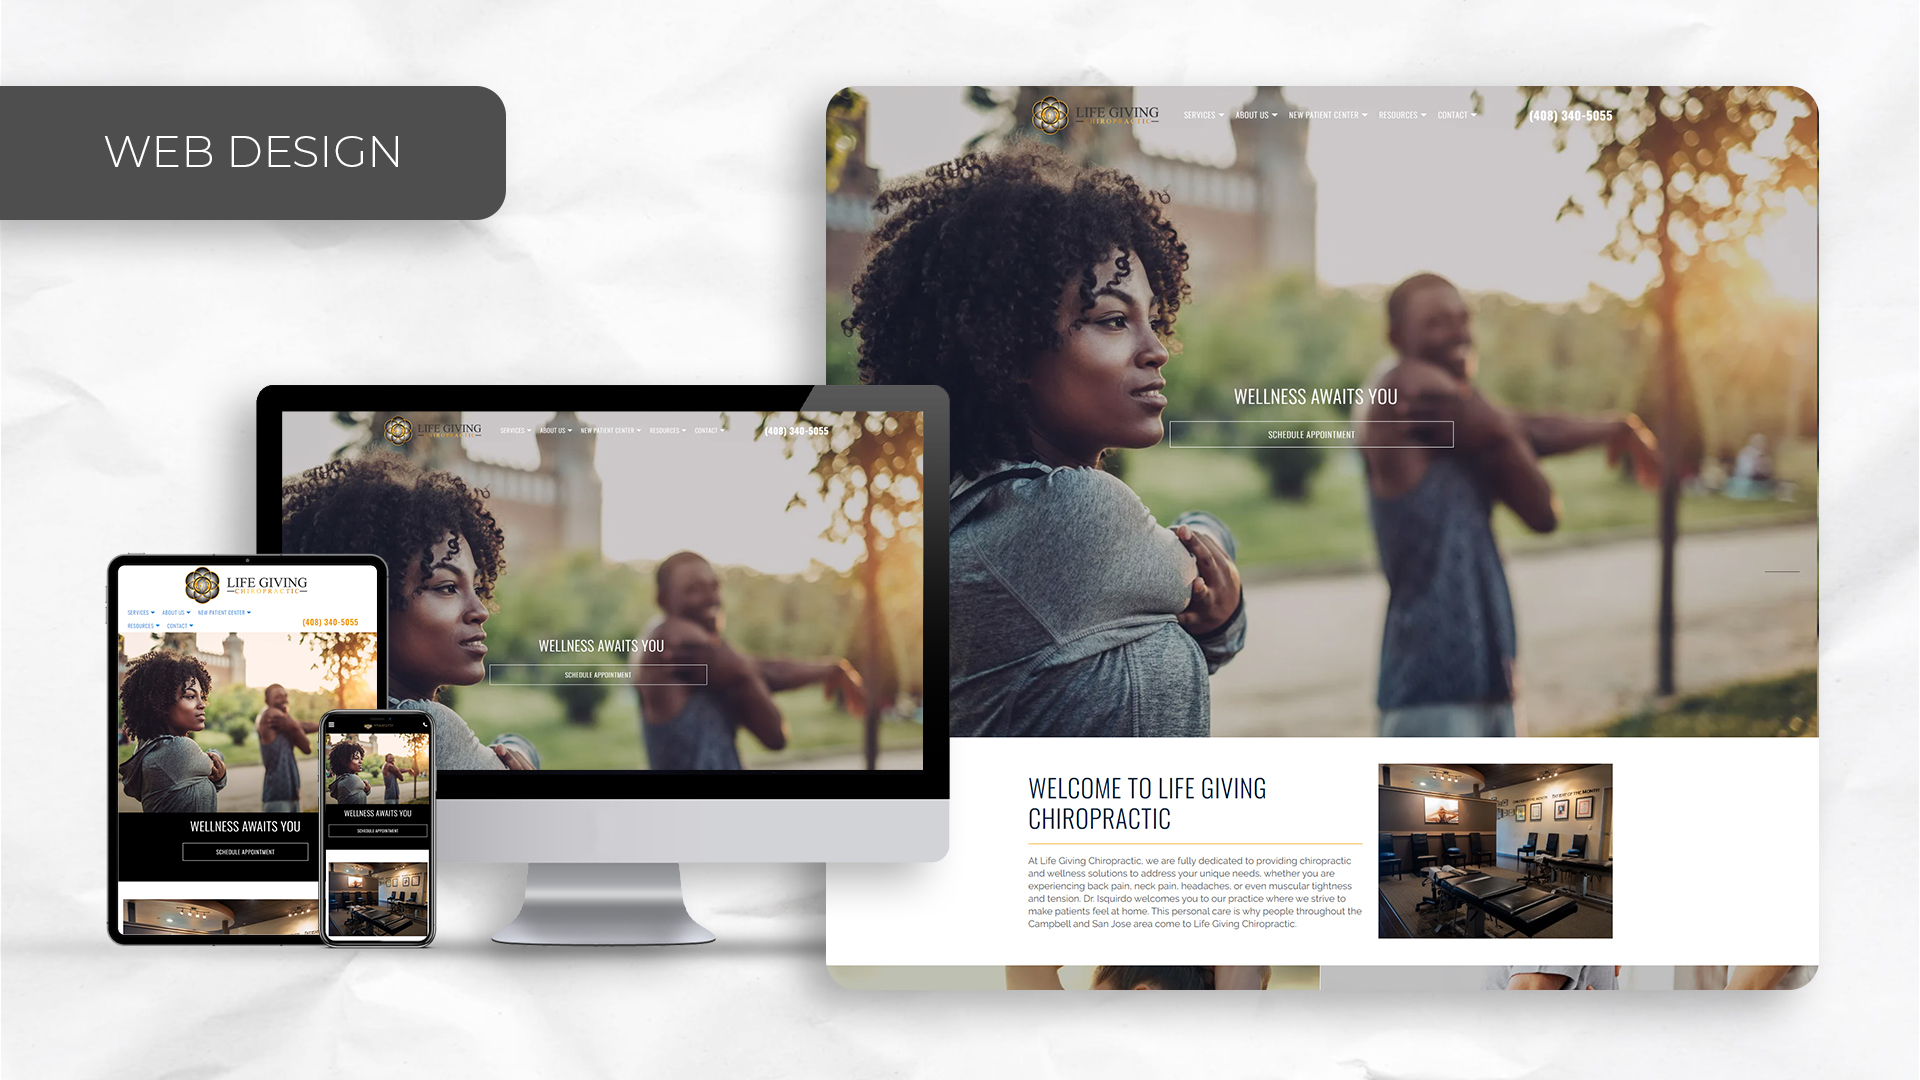 WEB DESIGN
LIFE GIVING
CHIROPRACTIC
SERVICES ABOUT US NEW PATIENT CENTER RESOURCES CONTACT (408) 340-5055
WELLNESS AWAITS YOU
SCHEDULE APPOINTMENT
WELCOME TO LIFE GIVING
CHIROPRACTIC
At Life Giving Chiropractic, we are fully dedicated to providing chiropractic
and wellness solutions to address your unique needs, whether you are
experiencing back pain, neck pain, headaches, or even muscular tightness
and tension. Dr. Isquirdo welcomes you to our practice where we strive to
make patients feel at home. This personal care is why people throughout the
Campbell and San Jose area come to Life Giving Chiropractic.
OF THE MONTH
LIFE GIVING
CHIROPRACTIC
SERVICES ABOUT US NEW PATIENT CENTER RESOURCES CONTACT (408) 340-5055
WELLNESS AWAITS YOU
SCHEDULE APPOINTMENT
LIFE GIVING
CHIROPRACTIC
SERVICES ABOUT US NEW PATIENT CENTER
RESOURCES CONTACT (408) 340-5055
WELLNESS AWAITS YOU
SCHEDULE APPOINTMENT
WELLNESS AWAITS YOU
SCHEDULE APPOINTMENT